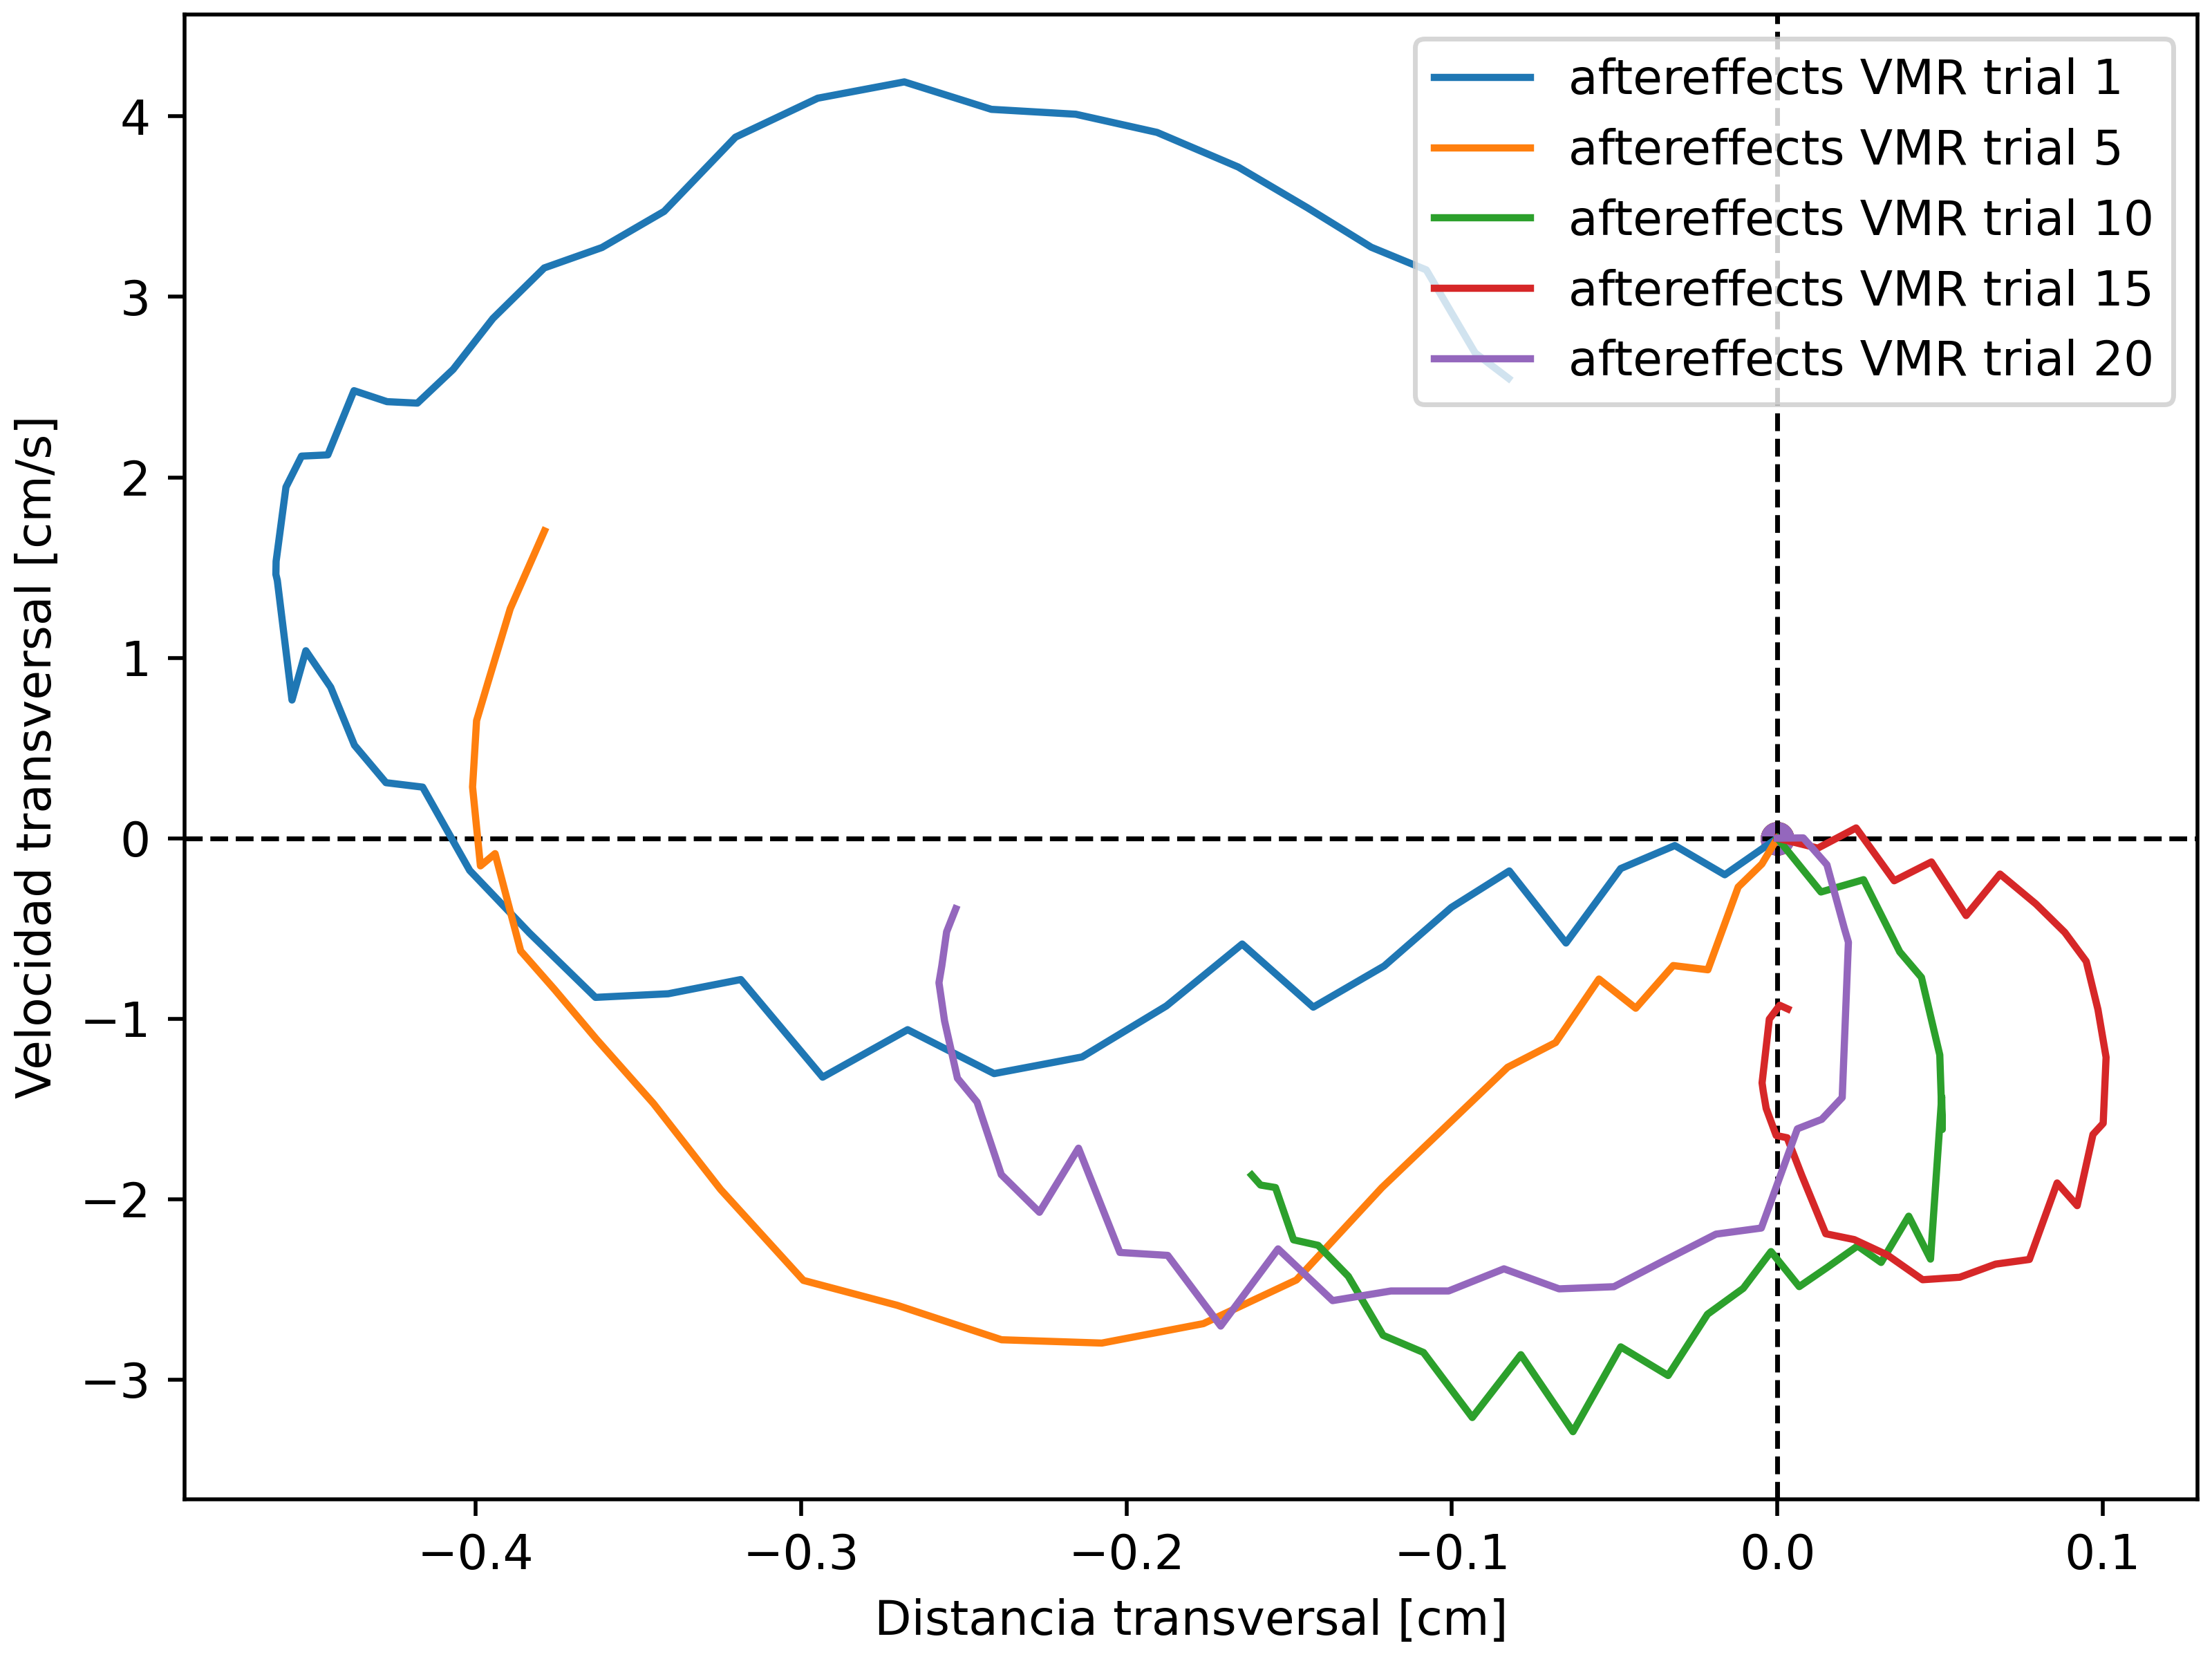 aftereffects VMR trial 1
aftereffects VMR trial 5
aftereffects VMR trial 10
aftereffects VMR trial 15
aftereffects VMR trial 20
Velocidad transversal [cm/s]
4
3
2
1
0
−1
−2
−3
−0.4 −0.3 −0.2 −0.1 0.0 0.1
Distancia transversal [cm]